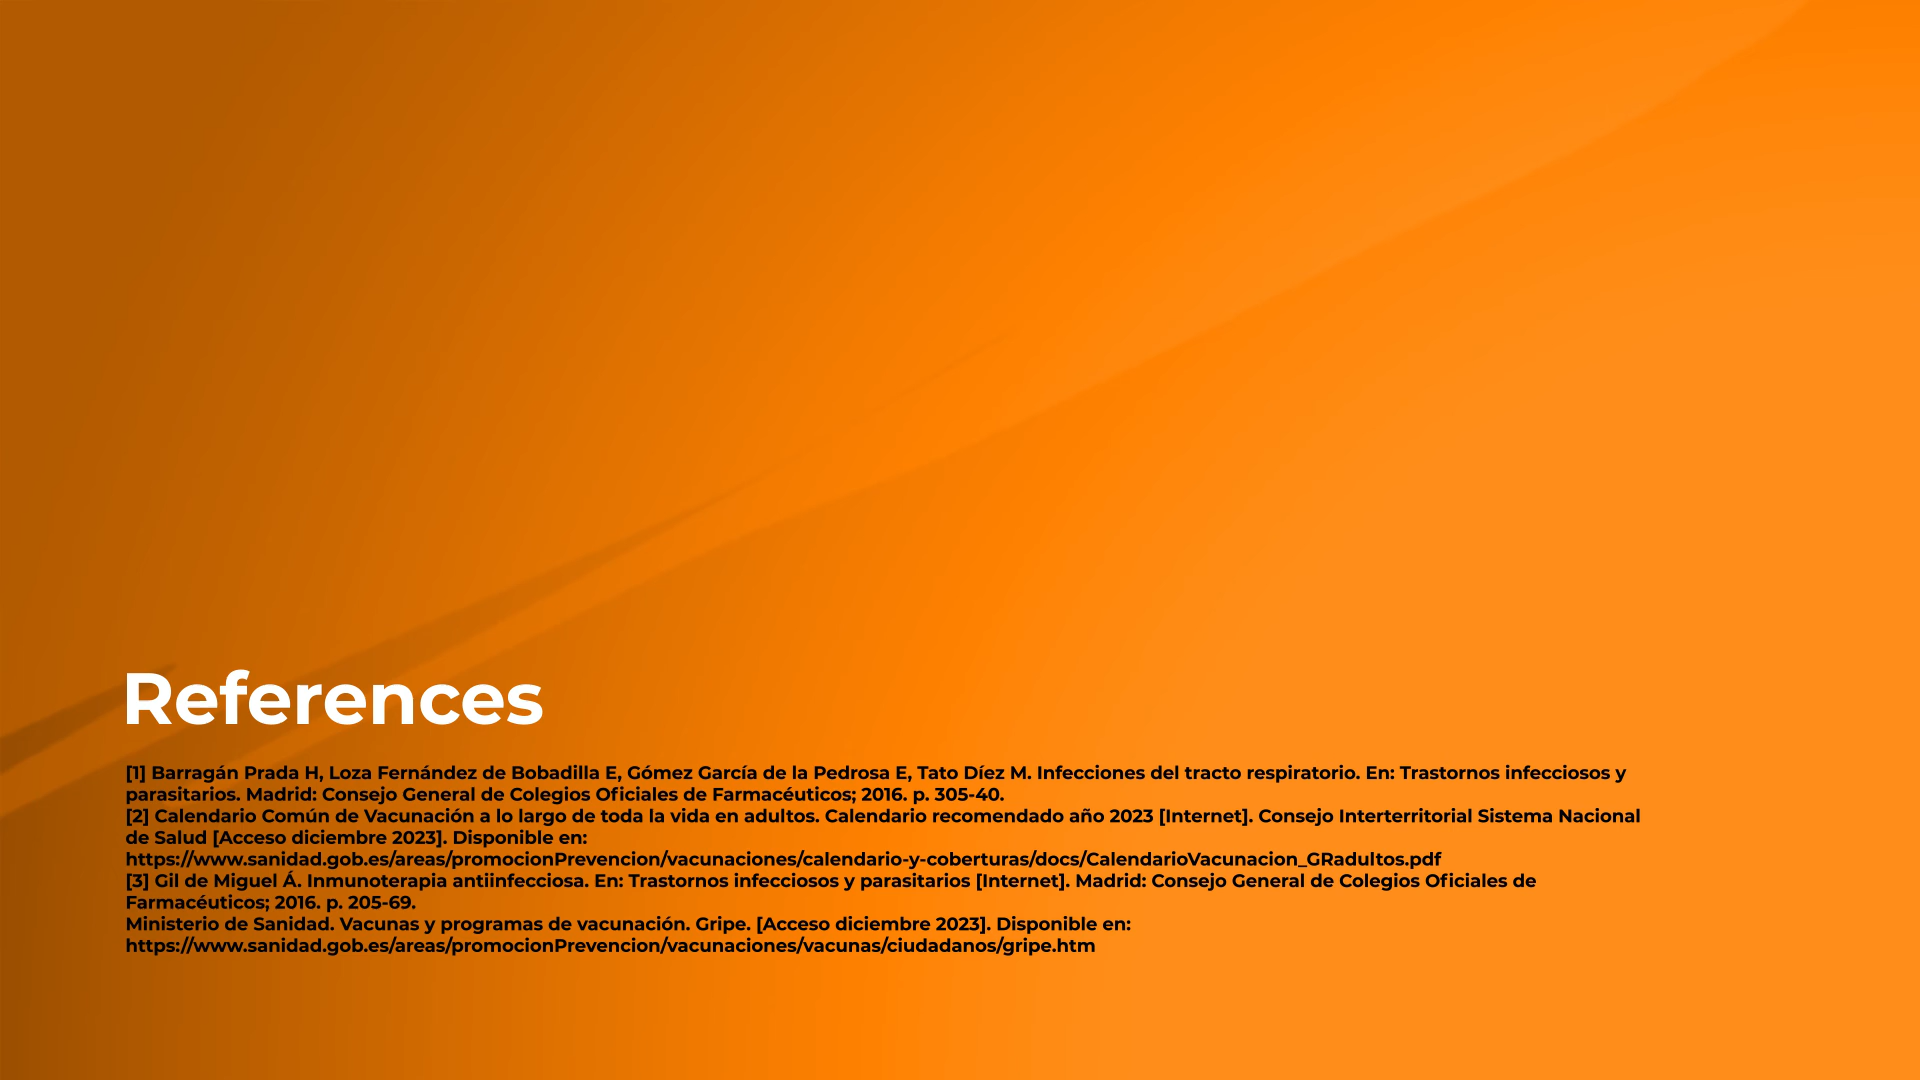 References
[1] Barragán Prada H, Loza Fernández de Bobadilla E, Gómez García de la Pedrosa E, Tato Díez M. Infecciones del tracto respiratorio. En: Trastornos infecciosos y
parasitarios. Madrid: Consejo General de Colegios Oficiales de Farmacéuticos; 2016. p. 305-40.
[2] Calendario Común de Vacunación a lo largo de toda la vida en adultos. Calendario recomendado año 2023 [Internet]. Consejo Interterritorial Sistema Nacional
de Salud [Acceso diciembre 2023]. Disponible en:
https://www.sanidad.gob.es/areas/promocionPrevencion/vacunaciones/calendario-y-coberturas/docs/CalendarioVacunacion_GRadultos.pdf
[3] Gil de Miguel Á. Inmunoterapia antiinfecciosa. En: Trastornos infecciosos y parasitarios [Internet]. Madrid: Consejo General de Colegios Oficiales de
Farmacéuticos; 2016. p. 205-69.
Ministerio de Sanidad. Vacunas y programas de vacunación. Gripe. [Acceso diciembre 2023]. Disponible en:
https://www.sanidad.gob.es/areas/promocionPrevencion/vacunaciones/vacunas/ciudadanos/gripe.htm